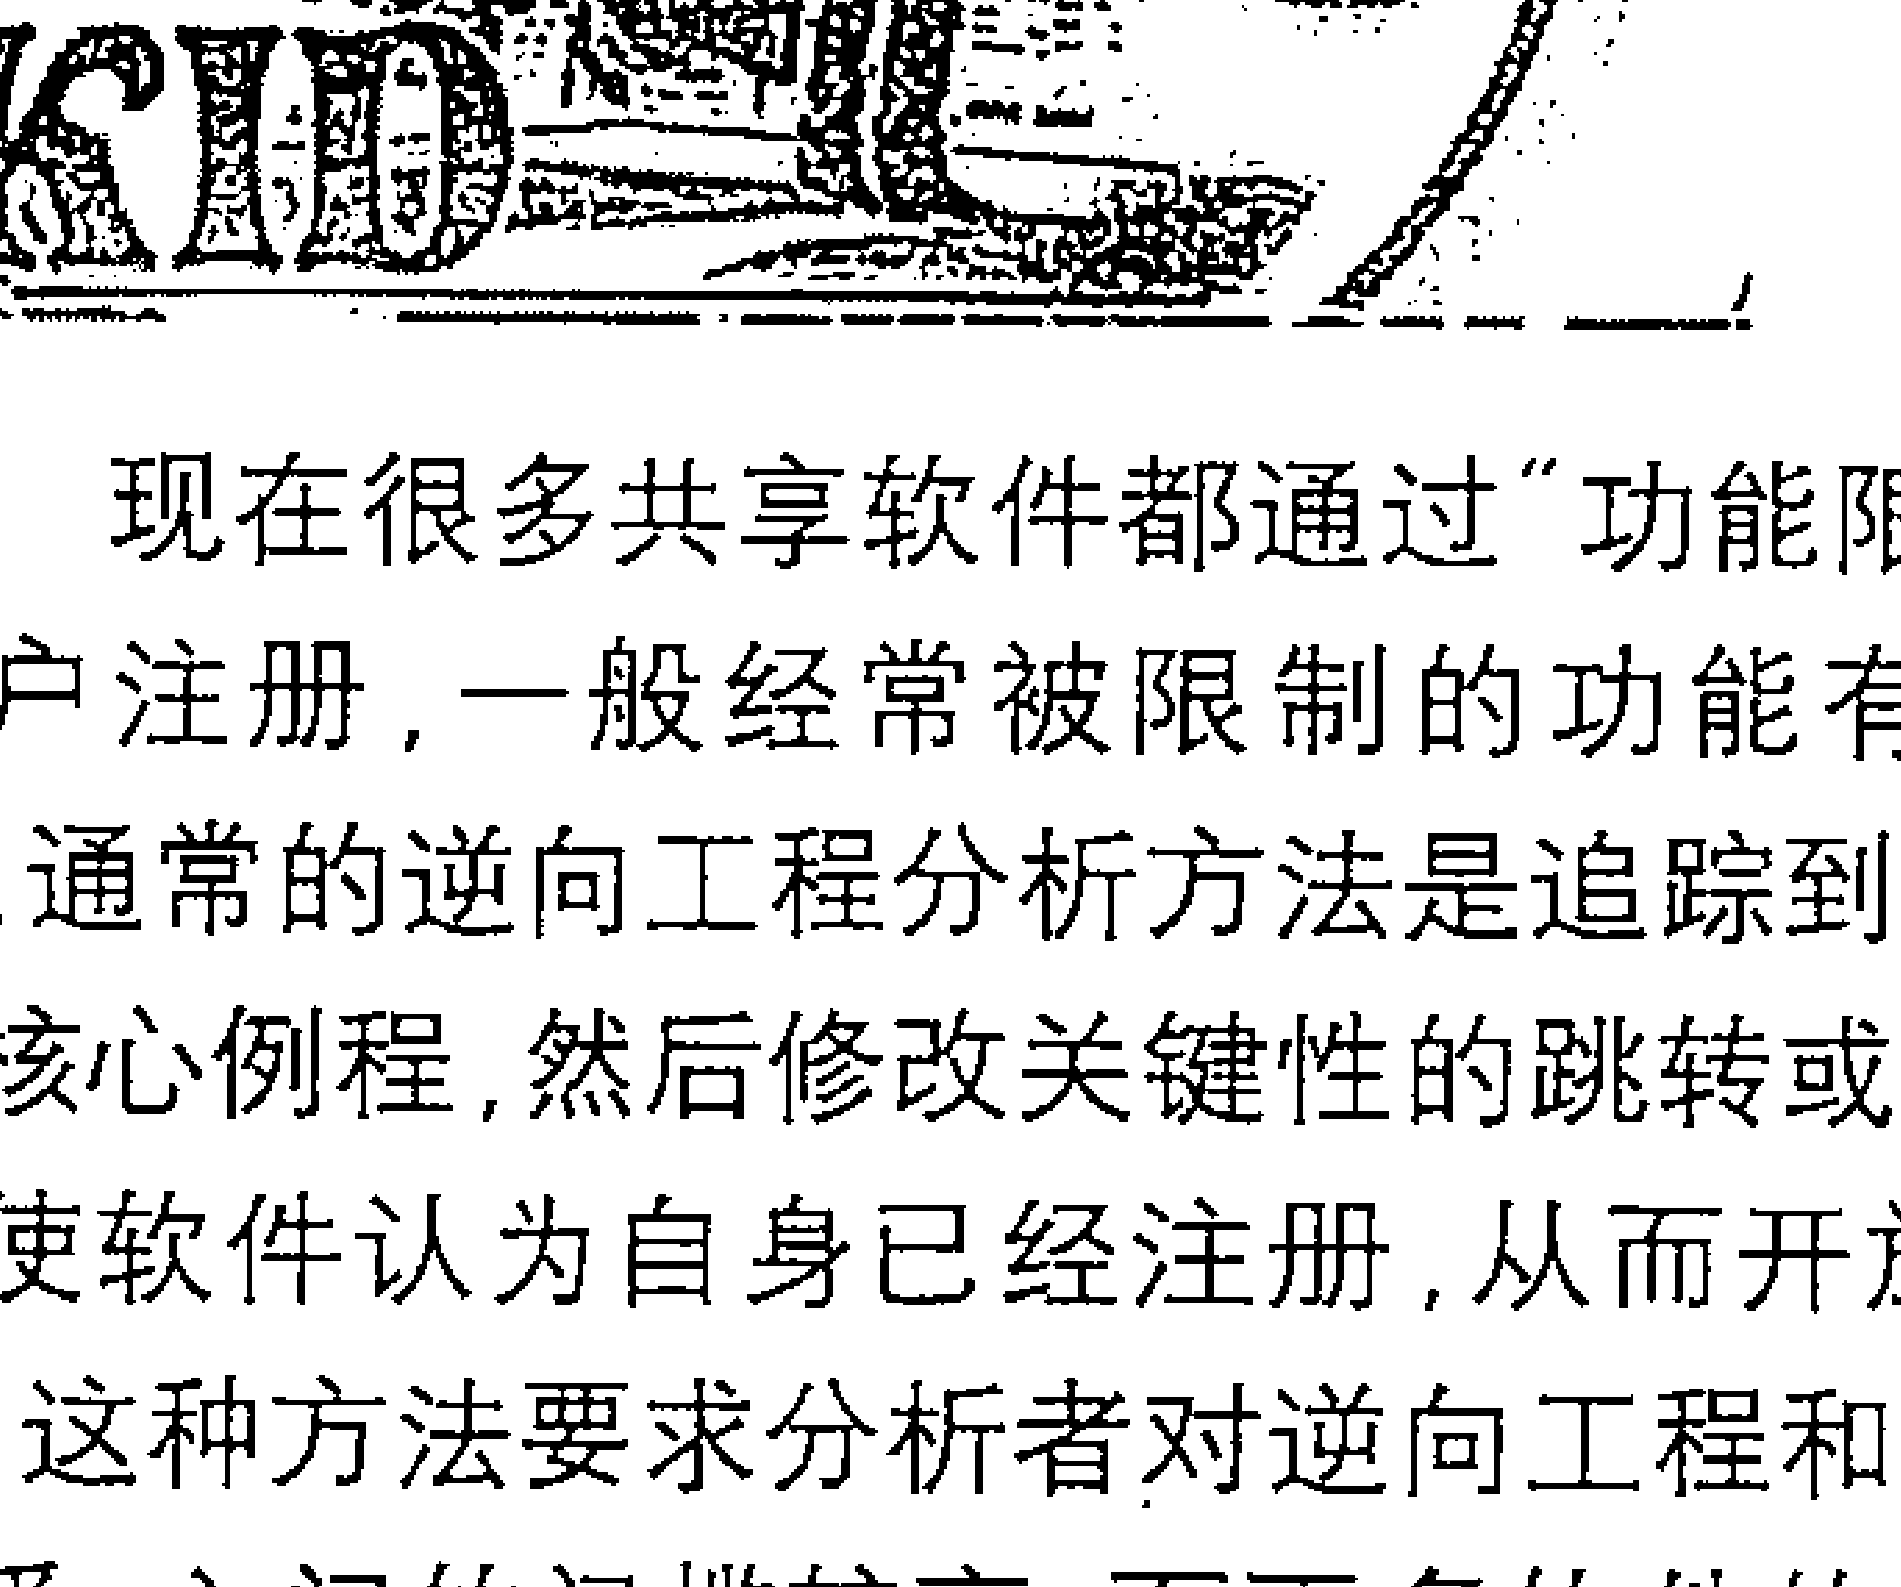 现在很多共享软件都通过“功能限
户注册,一般经常被限制的功能有
通常的逆向工程分析方法是追踪到
核心例程,然后修改关键性的跳转或
使软件认为自身已经注册,从而开
这种方法要求分析者对逆向工程和